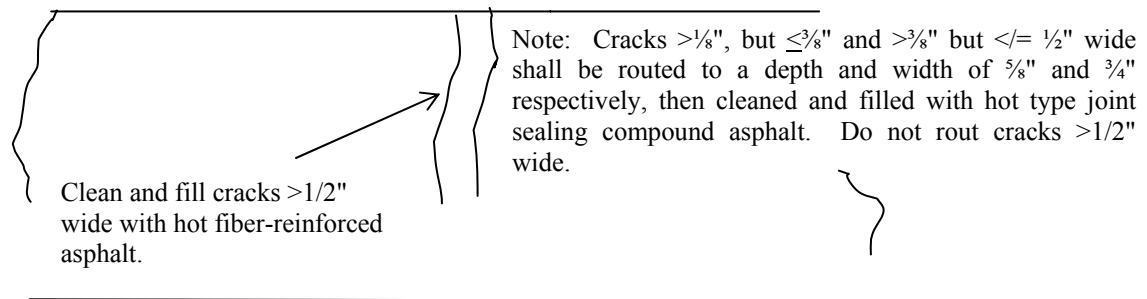 Note: Cracks >⅛", but ≤⅜" and >⅜" but </= ½" wide
shall be routed to a depth and width of ⅝" and ¾"
respectively, then cleaned and filled with hot type joint
sealing compound asphalt. Do not rout cracks >1/2"
wide.
Clean and fill cracks >1/2"
wide with hot fiber-reinforced
asphalt.